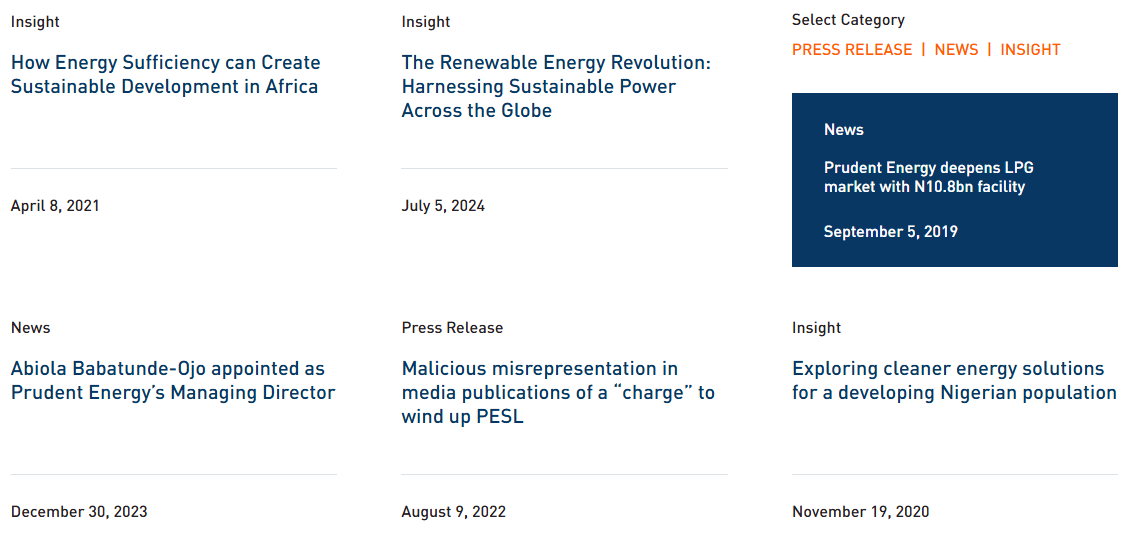 Insight
How Energy Sufficiency can Create
Sustainable Development in Africa
April 8, 2021
Insight
The Renewable Energy Revolution:
Harnessing Sustainable Power
Across the Globe
July 5, 2024
Select Category
PRESS RELEASE | NEWS | INSIGHT
News
Prudent Energy deepens LPG
market with N10.8bn facility
September 5, 2019
News
Abiola Babatunde-Ojo appointed as
Prudent Energy’s Managing Director
December 30, 2023
Press Release
Malicious misrepresentation in
media publications of a “charge” to
wind up PESL
August 9, 2022
Insight
Exploring cleaner energy solutions
for a developing Nigerian population
November 19, 2020